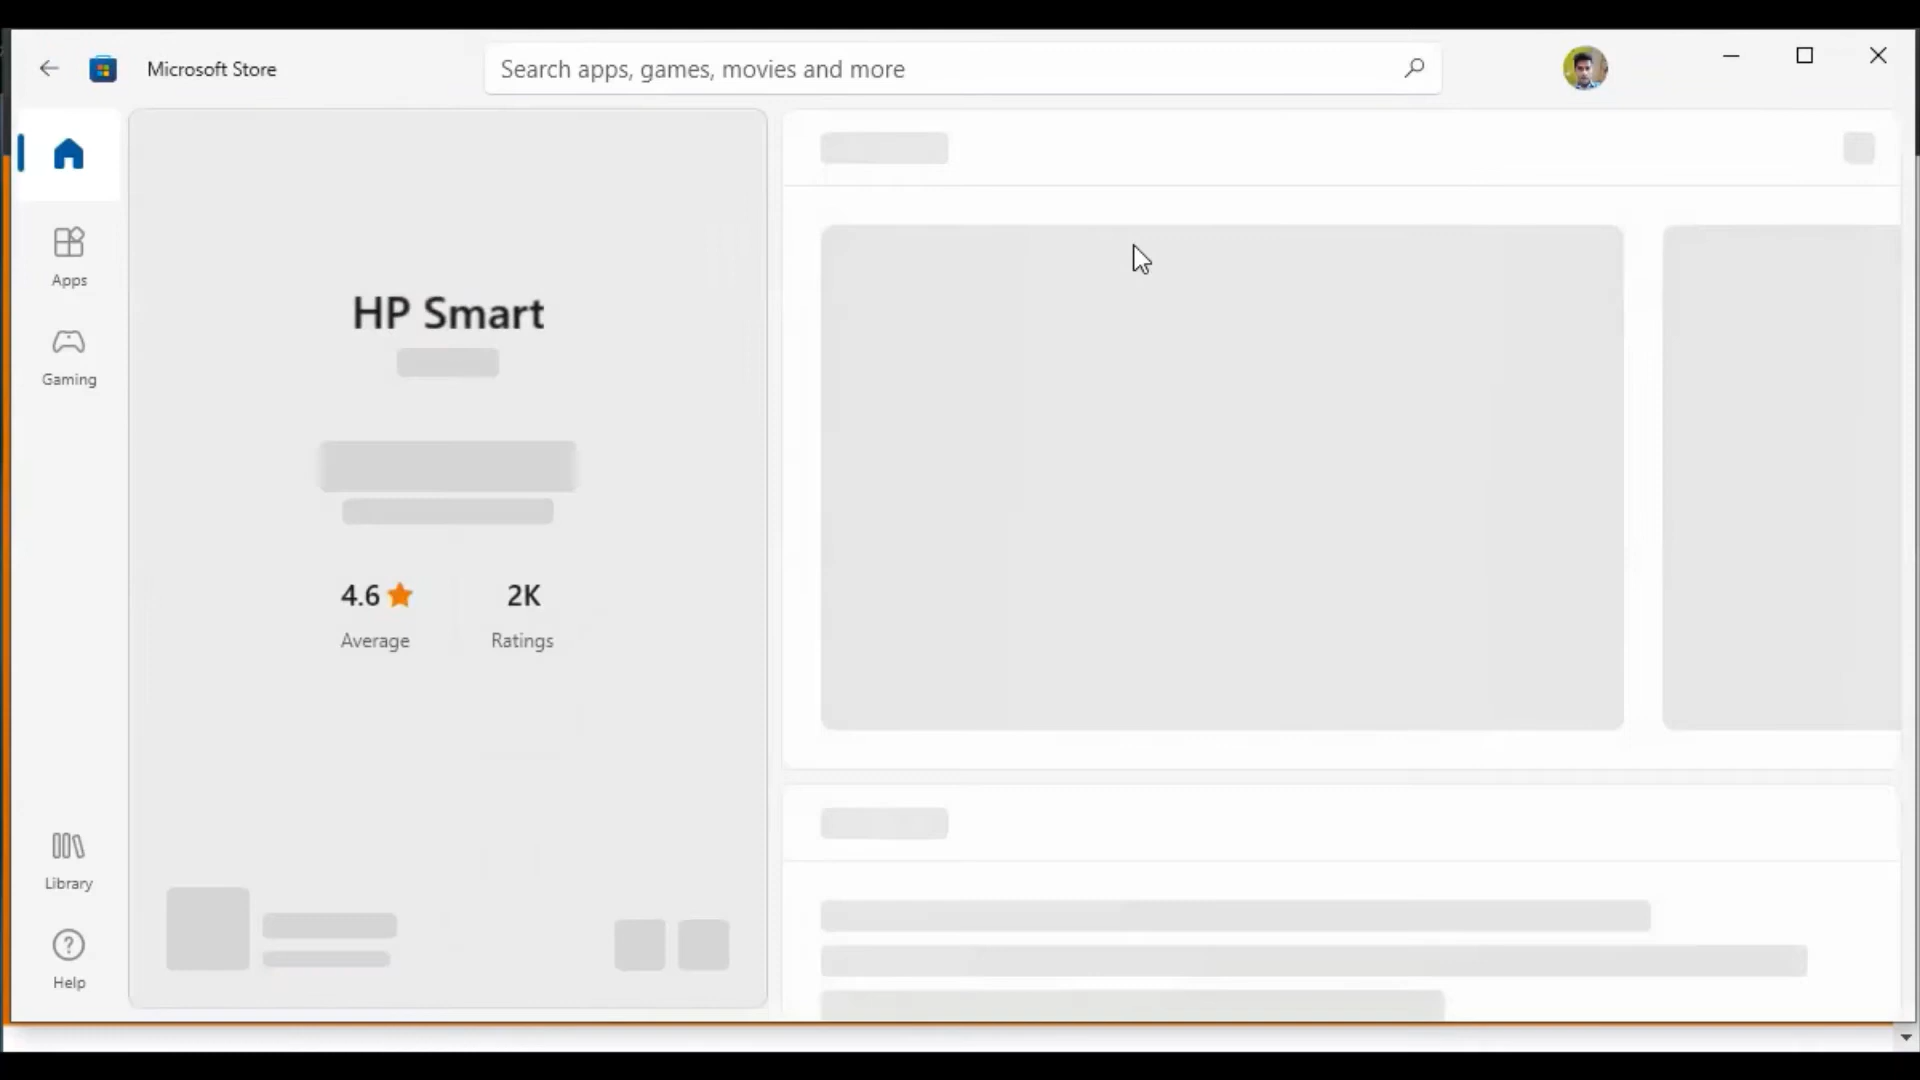 Microsoft Store
Search apps, games, movies and more
Apps
Gaming
HP Smart
4.6
2K
Average
Ratings
Library
Help